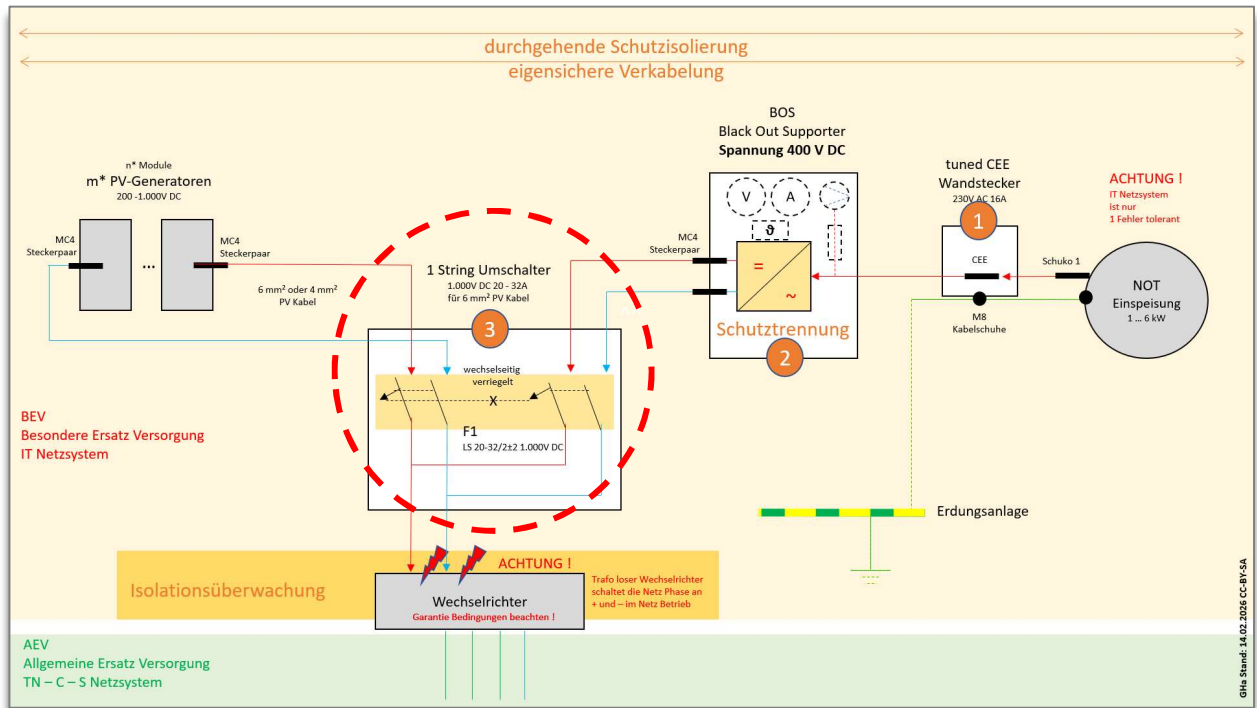 durchgehende Schutzisolierung
eigensichere Verkabelung
n* Module
m* PV-Generatoren
200 -1.000V DC
MC4
Steckerpaar
...
MC4
Steckerpaar
6 mm² oder 4 mm²
PV Kabel
1 String Umschalter
1.000V DC 20 - 32A
für 6 mm² PV Kabel
3
wechselseitig
verriegelt
X
F1
LS 20-32/2±2 1.000V DC
BOS
Black Out Supporter
Spannung 400 V DC
V
A
ϑ
MC4
Steckerpaar
=
~
Schutztrennung
2
tuned CEE
Wandstecker
230V AC 16A
1
CEE
M8
Kabelschuhe
Schuko 1
ACHTUNG !
IT Netzsystem
ist nur
1 Fehler tolerant
NOT
Einspeisung
1 ... 6 kW
Erdungsanlage
BEV
Besondere Ersatz Versorgung
IT Netzsystem
Isolationsüberwachung
ACHTUNG !
Trafo loser Wechselrichter
schaltet die Netz Phase an
+ und – im Netz Betrieb
Wechselrichter
Garantie Bedingungen beachten !
AEV
Allgemeine Ersatz Versorgung
TN – C – S Netzsystem
GHa Stand: 14.02.2026 CC-BY-SA